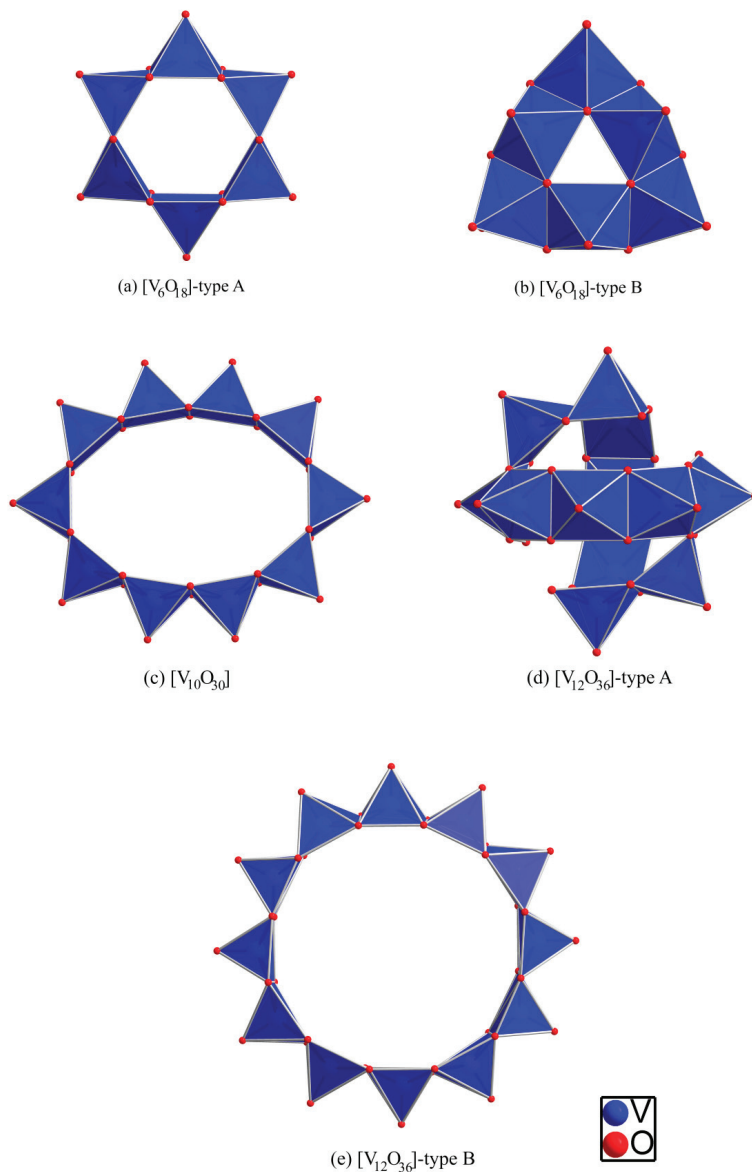 (a) [V6O18]-type A
(b) [V6O18]-type B
(c) [V10O30]
(d) [V12O36]-type A
(e) [V12O36]-type B
V
O